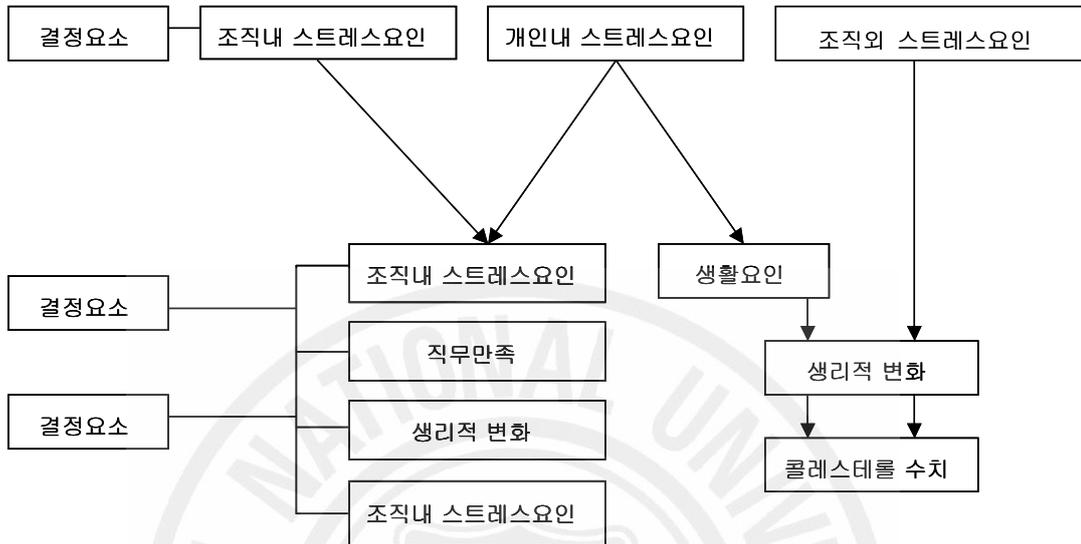 결정요소
조직내 스트레스요인
개인내 스트레스요인
조직외 스트레스요인
조직내 스트레스요인
생활요인
결정요소
직무만족
생리적 변화
결정요소
생리적 변화
콜레스테롤 수치
조직내 스트레스요인
NATIONAL UNIV